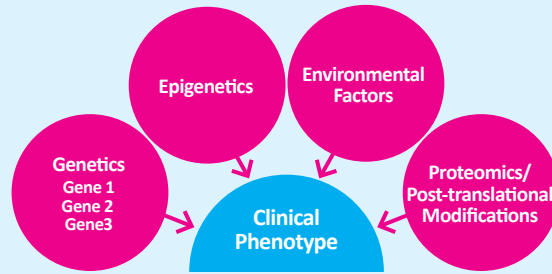 Genetics
Gene 1
Gene 2
Gene3
Epigenetics
Environmental
Factors
Proteomics/
Post-translational
Modifications
Clinical
Phenotype